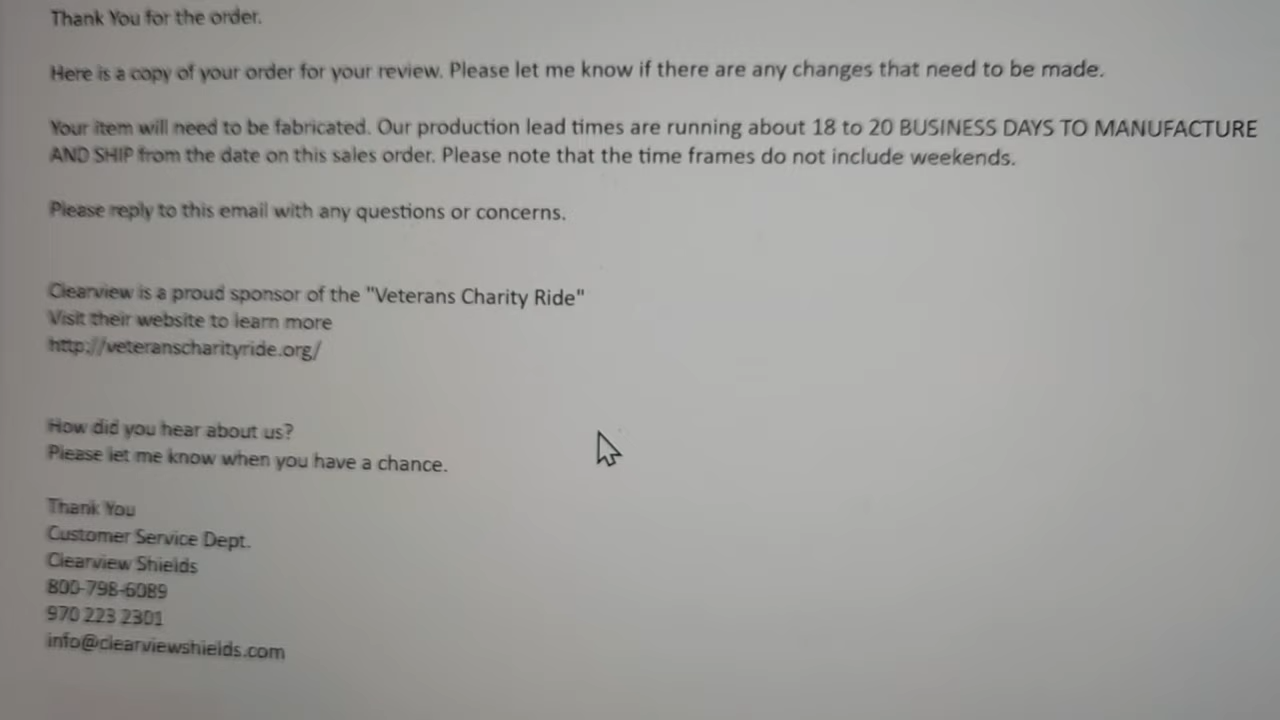 Thank You for the order.
Here is a copy of your order for your review. Please let me know if there are any changes that need to be made.
Your item will need to be fabricated. Our production lead times are running about 18 to 20 BUSINESS DAYS TO MANUFACTURE
AND SHIP from the date on this sales order. Please note that the time frames do not include weekends.
Please reply to this email with any questions or concerns.
Clearview is a proud sponsor of the "Veterans Charity Ride"
Visit their website to learn more
http://veteranscharityride.org/
How did you hear about us?
Please let me know when you have a chance.
Thank You
Customer Service Dept.
Clearview Shields
800-798-6089
970 223 2301
info@clearviewshields.com